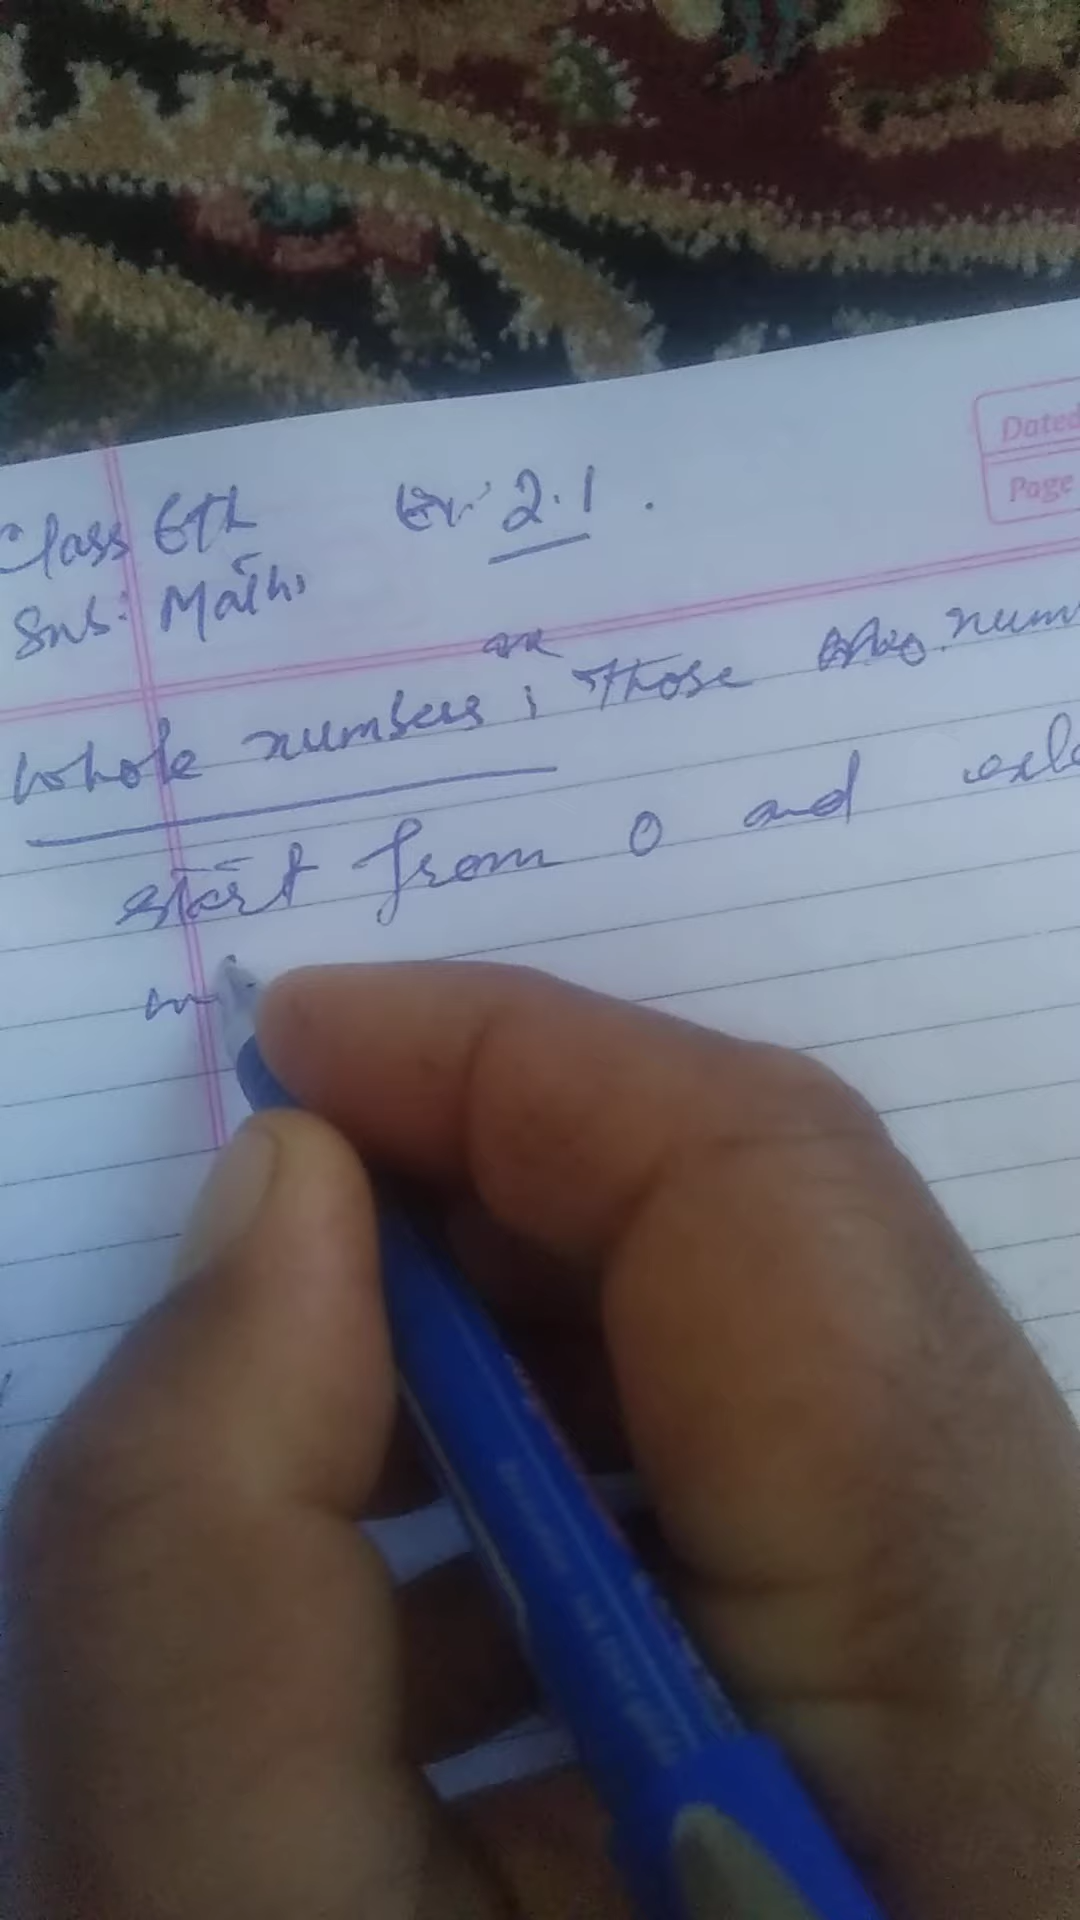 Dated
Page
Class 6th Ex: 2.1.
Sub: Maths
Whole numbers : are Those num
start from 0 and